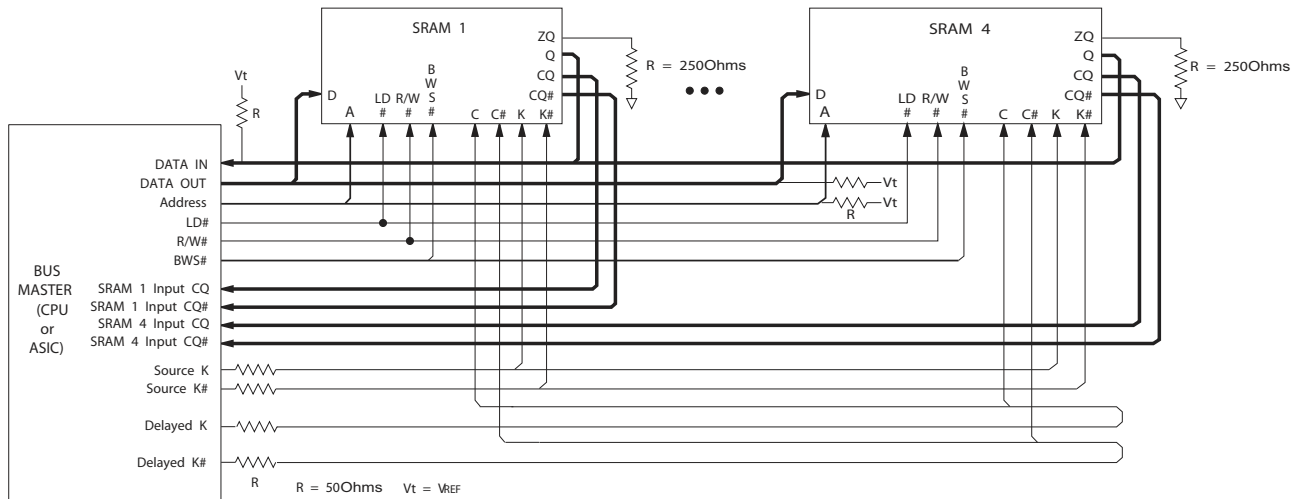 SRAM 1
ZQ
Q
CQ
CQ#
D
A
LD
#
R/W
#
B
W
S
#
C
C#
K
K#
R = 250Ohms
SRAM 4
ZQ
Q
CQ
CQ#
D
A
LD
#
R/W
#
B
W
S
#
C
C#
K
K#
R = 250Ohms
Vt
R
DATA IN
DATA OUT
Address
LD#
R/W#
BWS#
Vt
Vt
R
BUS
MASTER
(CPU
or
ASIC)
SRAM 1 Input CQ
SRAM 1 Input CQ#
SRAM 4 Input CQ
SRAM 4 Input CQ#
Source K
Source K#
Delayed K
Delayed K#
R
R = 50Ohms Vt = VREF